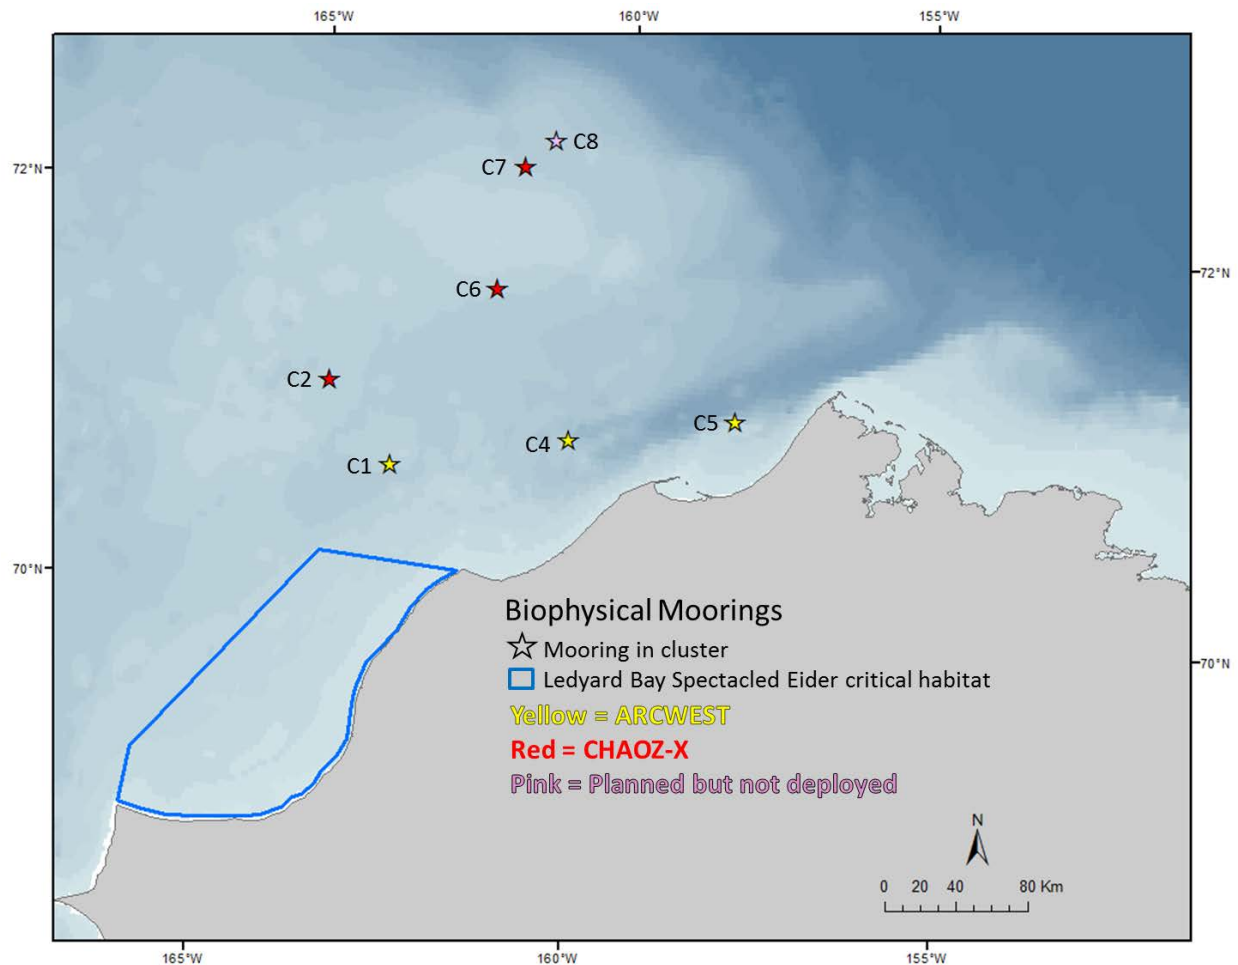 165°W 160°W 155°W
C8
C7
72°N
72°N
C6
C2
C5
C4
C1
70°N
Biophysical Moorings
Mooring in cluster
70°N
Ledyard Bay Spectacled Eider critical habitat
Yellow = ARCWEST
Red = CHAOZ-X
Pink = Planned but not deployed
N
0 20 40 80 Km
165°W 160°W 155°W